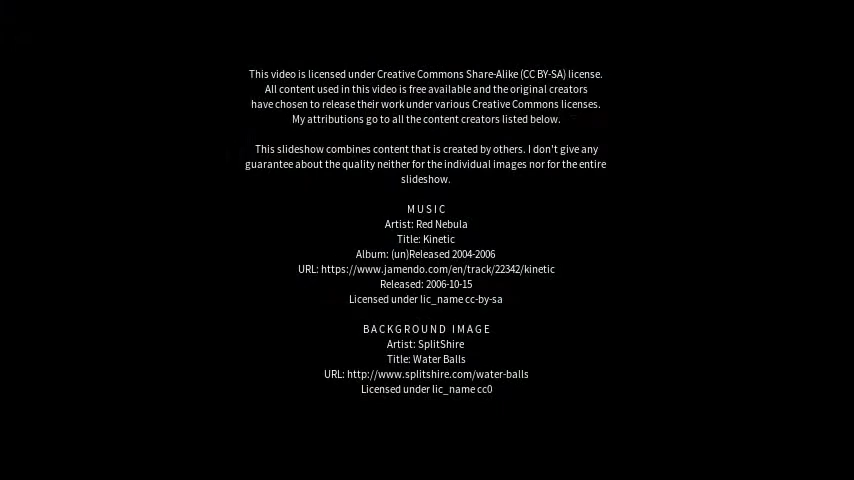 This video is licensed under Creative Commons Share-Alike (CC BY-SA) license.
All content used in this video is free available and the original creators
have chosen to release their work under various Creative Commons licenses.
My attributions go to all the content creators listed below.
This slideshow combines content that is created by others. I don't give any
guarantee about the quality neither for the individual images nor for the entire
slideshow.
MUSIC
Artist: Red Nebula
Title: Kinetic
Album: (un)Released 2004-2006
URL: https://www.jamendo.com/en/track/22342/kinetic
Released: 2006-10-15
Licensed under lic_name cc-by-sa
BACKGROUND IMAGE
Artist: SplitShire
Title: Water Balls
URL: http://www.splitshire.com/water-balls
Licensed under lic_name cc0